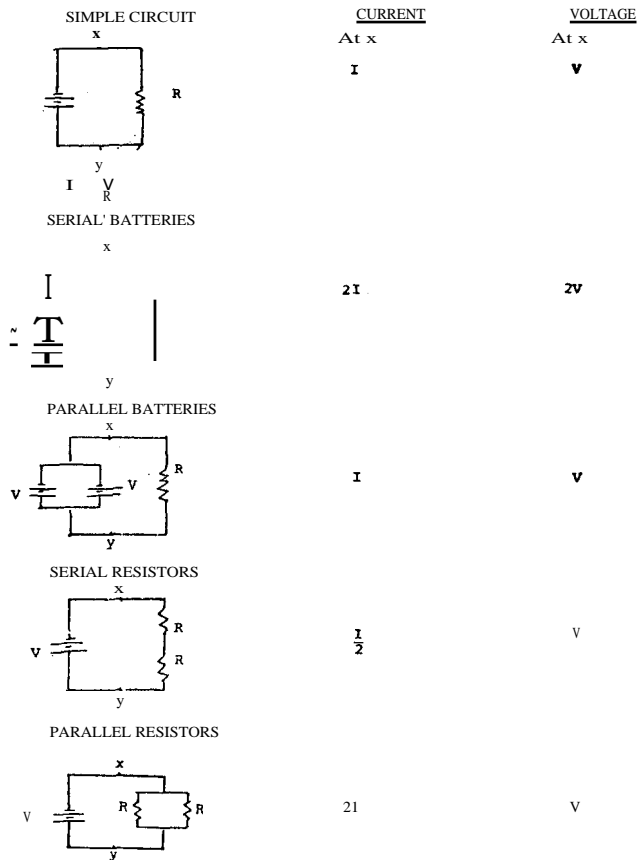 SIMPLE CIRCUIT CURRENT VOLTAGE
x At x At x
I V
R
y
I V
R
SERIAL' BATTERIES
x
2I 2V
y
PARALLEL BATTERIES
x
R
V V I V
y
SERIAL RESISTORS
x
R
V I/2 V
R
y
PARALLEL RESISTORS
x
V R R 21 V
y